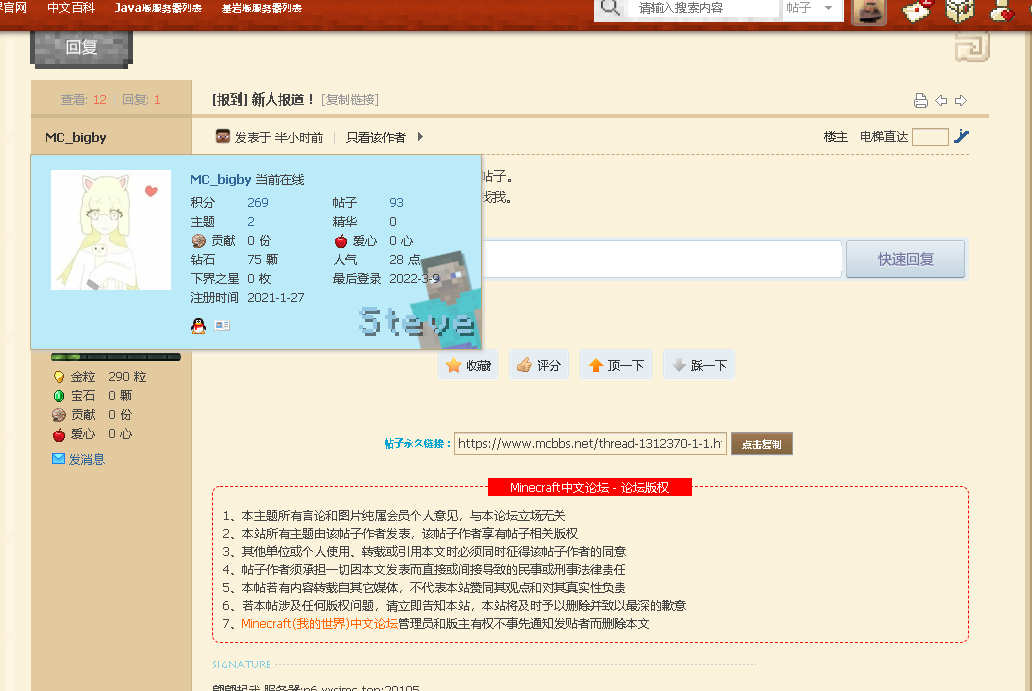 官网 中文百科 Java版服务器列表 基岩版服务器列表 请输入搜索内容 帖子
回复
查看: 12 | 回复: 1 [报到] 新人报道！ [复制链接]
MC_bigby 发表于 半小时前 | 只看该作者 楼主 电梯直达
帖子。
找我。
MC_bigby 当前在线
积分 269 帖子 93
主题 2 精华 0
贡献 0 份 爱心 0 心
钻石 75 颗 人气 28 点
下界之星 0 枚 最后登录 2022-3-9
注册时间 2021-1-27
Steve
快速回复
收藏 评分 顶一下 踩一下
金粒 290 粒
宝石 0 颗
贡献 0 份
爱心 0 心
发消息
帖子永久链接： https://www.mcbbs.net/thread-1312370-1-1.h 点击复制
Minecraft中文论坛 - 论坛版权
1、本主题所有言论和图片纯属会员个人意见，与本论坛立场无关
2、本站所有主题由该帖子作者发表，该帖子作者享有帖子相关版权
3、其他单位或个人使用、转载或引用本文时必须同时征得该帖子作者的同意
4、帖子作者须承担一切因本文发表而直接或间接导致的民事或刑事法律责任
5、本帖若有内容转载自其它媒体，不代表本站赞同其观点和对其真实性负责
6、若本帖涉及任何版权问题，请立即告知本站，本站将及时予以删除并致以最深的歉意
7、Minecraft(我的世界)中文论坛管理员和版主有权不事先通知发贴者而删除本文
SIGNATURE